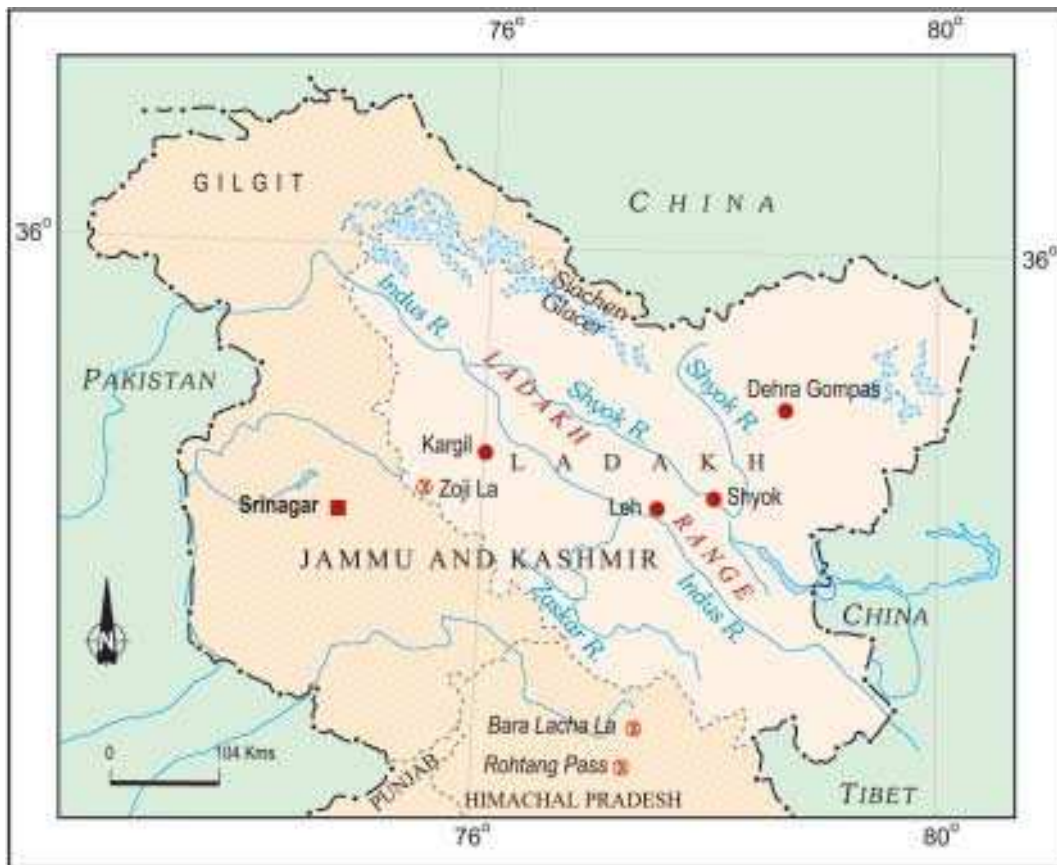 76°
80°
GILGIT
CHINA
36°
36°
Siachen
Glacer
Indus R.
PAKISTAN
LADAKH
Shyok R.
Shyok R.
Dehra Gompas
Kargil
LADAKH
Zoji La
Srinagar
Leh
Shyok
RANGE
JAMMU AND KASHMIR
Zaskar R.
Indus R.
CHINA
N
Bara Lacha La
0
104 Kms
Rohtang Pass
PUNJAB
HIMACHAL PRADESH
TIBET
76°
80°